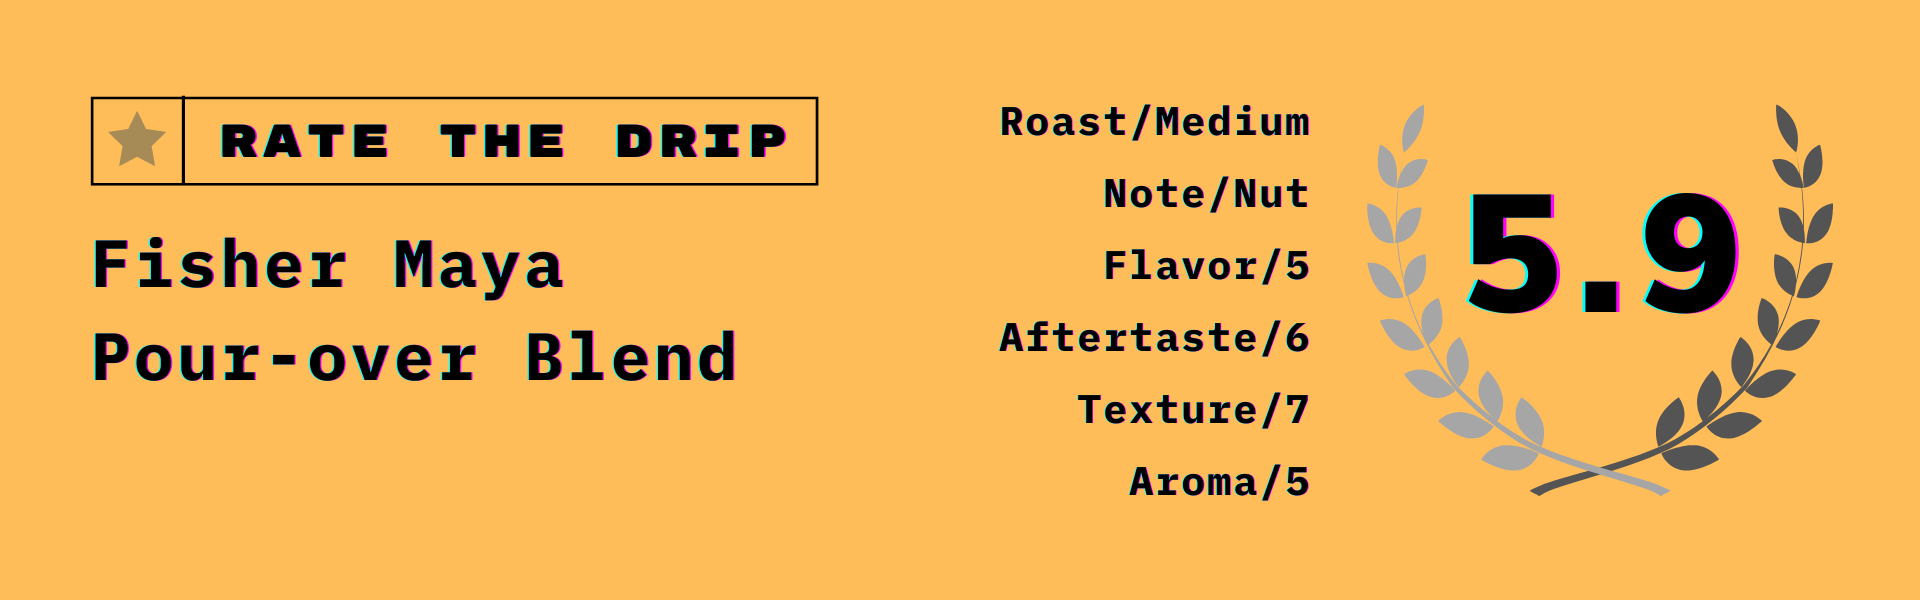 RATE THE DRIP
Fisher Maya
Pour-over Blend
Roast/Medium
Note/Nut
Flavor/5
Aftertaste/6
Texture/7
Aroma/5
5.9